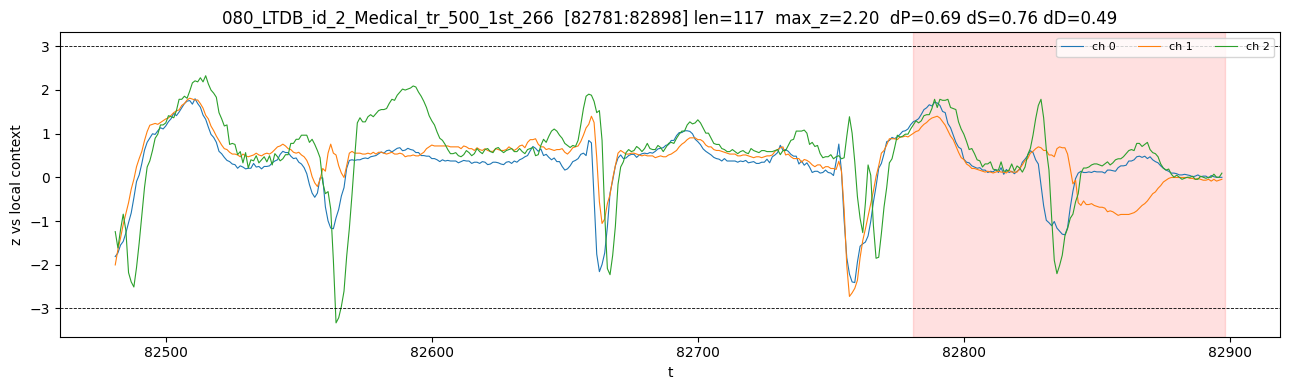 080_LTDB_id_2_Medical_tr_500_1st_266  [82781:82898] len=117  max_z=2.20  dP=0.69 dS=0.76 dD=0.49
ch 0
ch 1
ch 2
z vs local context
3
2
1
0
−1
−2
−3
82500
82600
82700
82800
82900
t